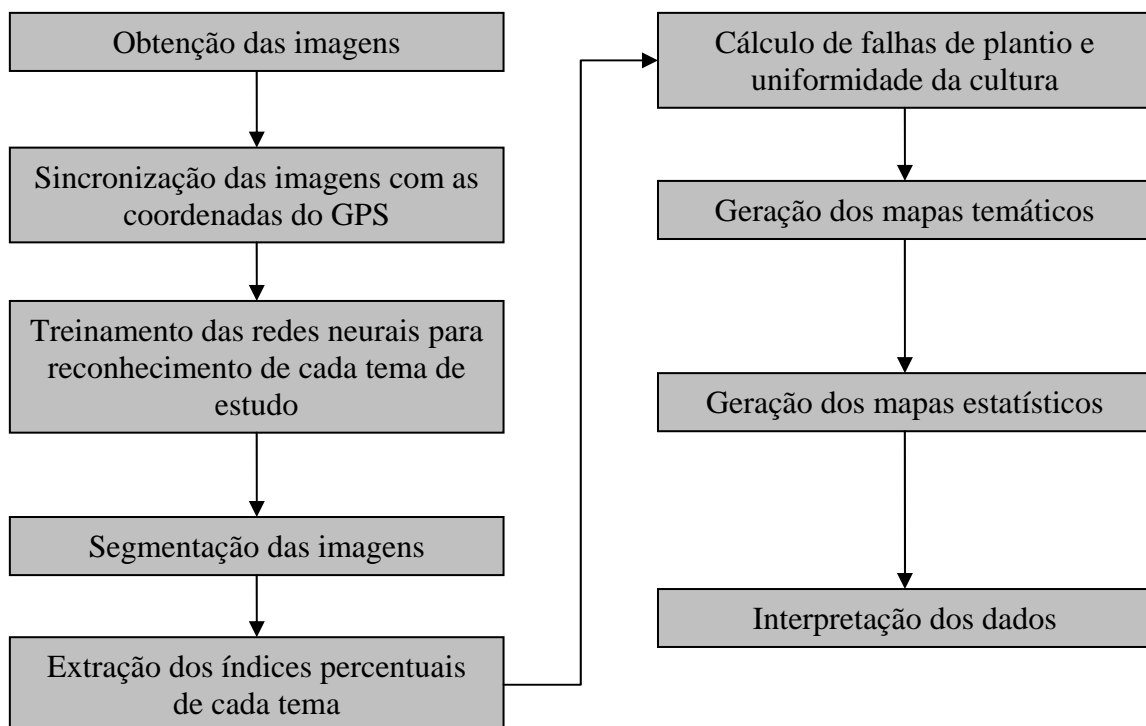 Obtenção das imagens
Sincronização das imagens com as
coordenadas do GPS
Treinamento das redes neurais para
reconhecimento de cada tema de
estudo
Segmentação das imagens
Extração dos índices percentuais
de cada tema
Cálculo de falhas de plantio e
uniformidade da cultura
Geração dos mapas temáticos
Geração dos mapas estatísticos
Interpretação dos dados